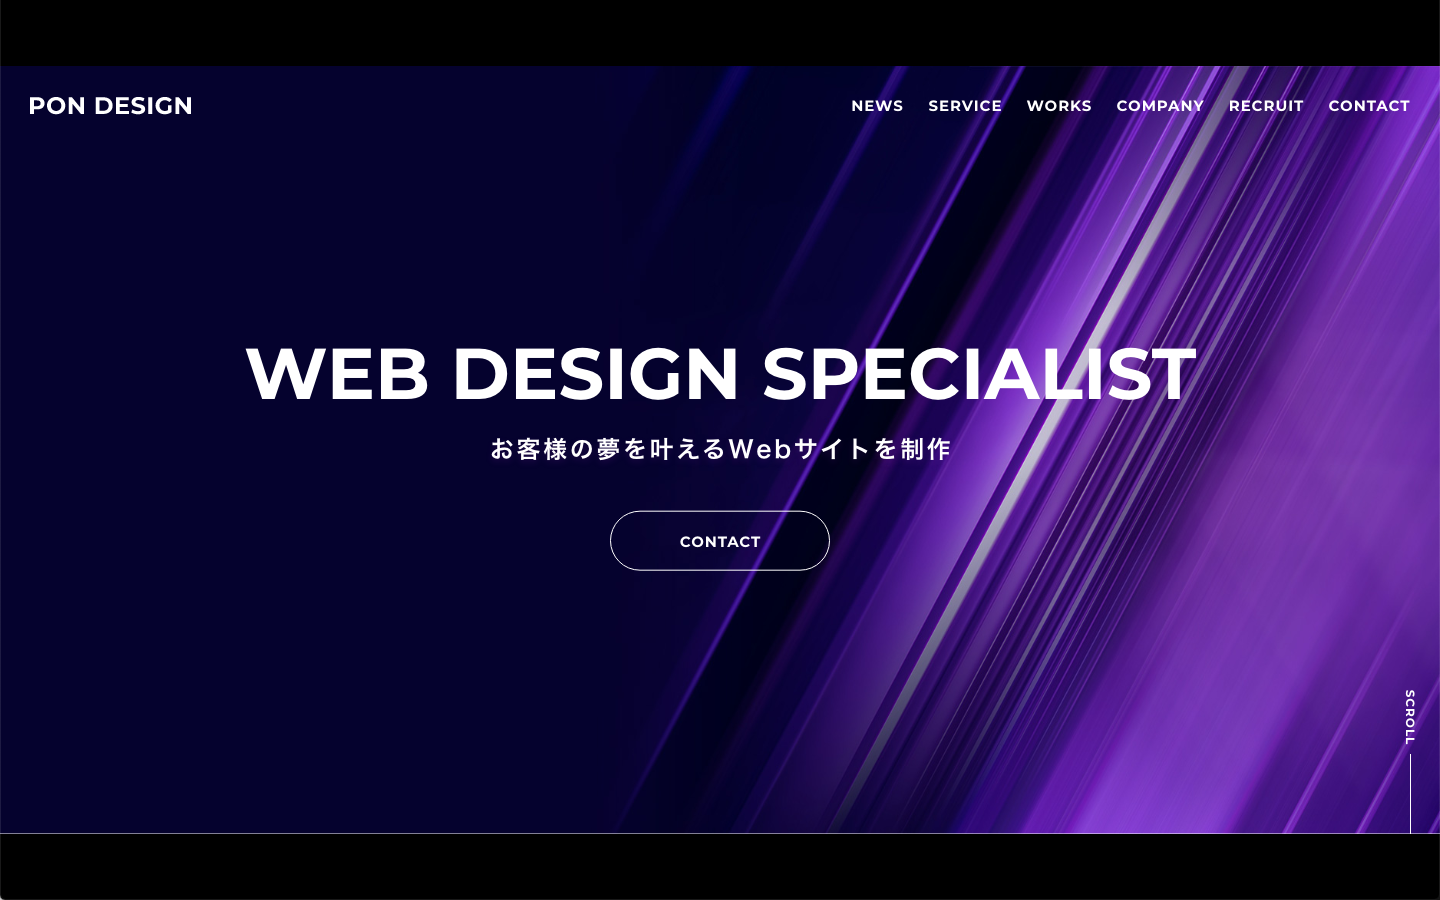 PON DESIGN
NEWS SERVICE WORKS COMPANY RECRUIT CONTACT
WEB DESIGN SPECIALIST
お客様の夢を叶えるWebサイトを制作
CONTACT
SCROLL